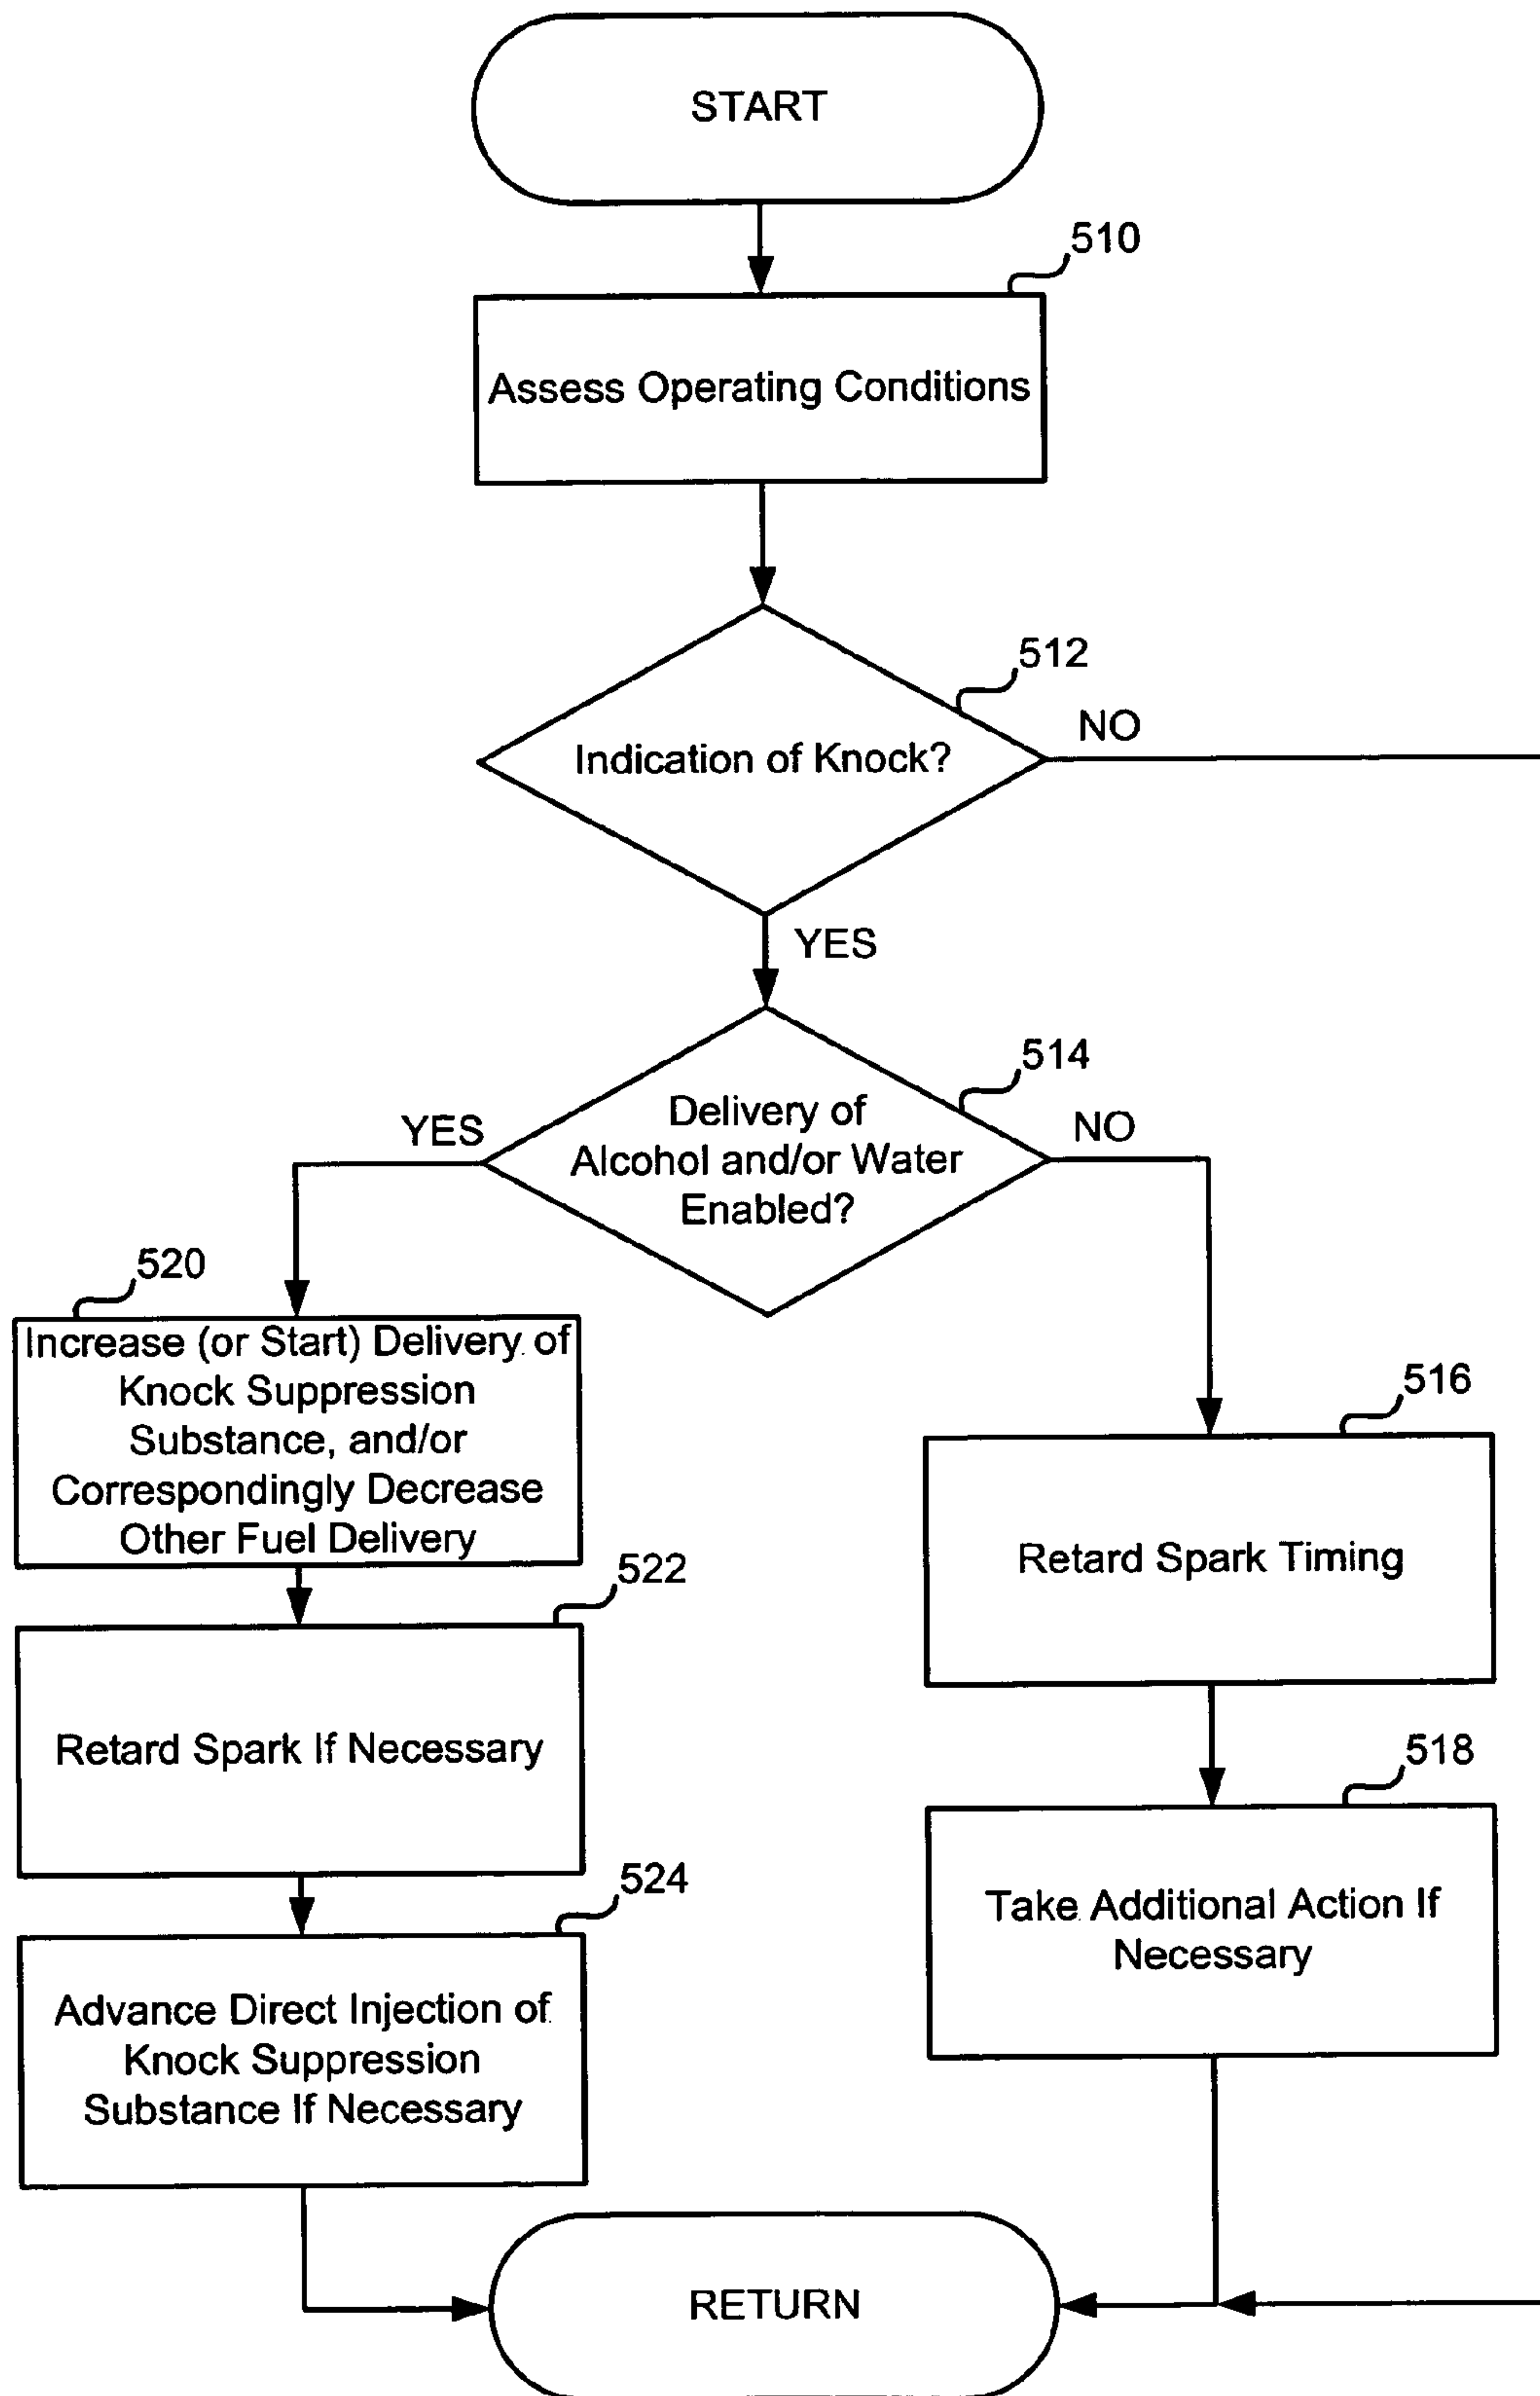 START
510
Assess Operating Conditions
512
Indication of Knock?
NO
YES
514
Delivery of
Alcohol and/or Water
Enabled?
YES
NO
520
Increase (or Start) Delivery of
Knock Suppression
Substance, and/or
Correspondingly Decrease
Other Fuel Delivery
516
Retard Spark Timing
522
Retard Spark If Necessary
518
Take Additional Action If
Necessary
524
Advance Direct Injection of
Knock Suppression
Substance If Necessary
RETURN